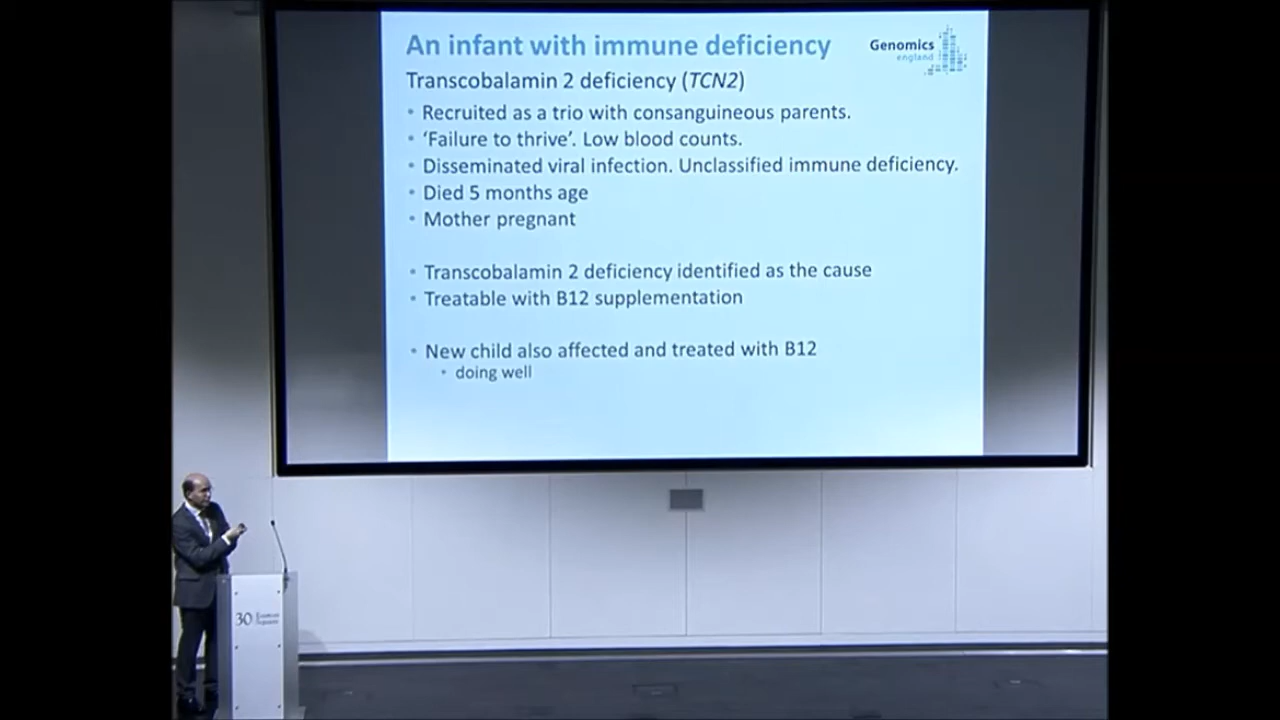 An infant with immune deficiency
Genomics
england
Transcobalamin 2 deficiency (TCN2)
• Recruited as a trio with consanguineous parents.
• ‘Failure to thrive’. Low blood counts.
• Disseminated viral infection. Unclassified immune deficiency.
• Died 5 months age
• Mother pregnant
• Transcobalamin 2 deficiency identified as the cause
• Treatable with B12 supplementation
• New child also affected and treated with B12
• doing well
30